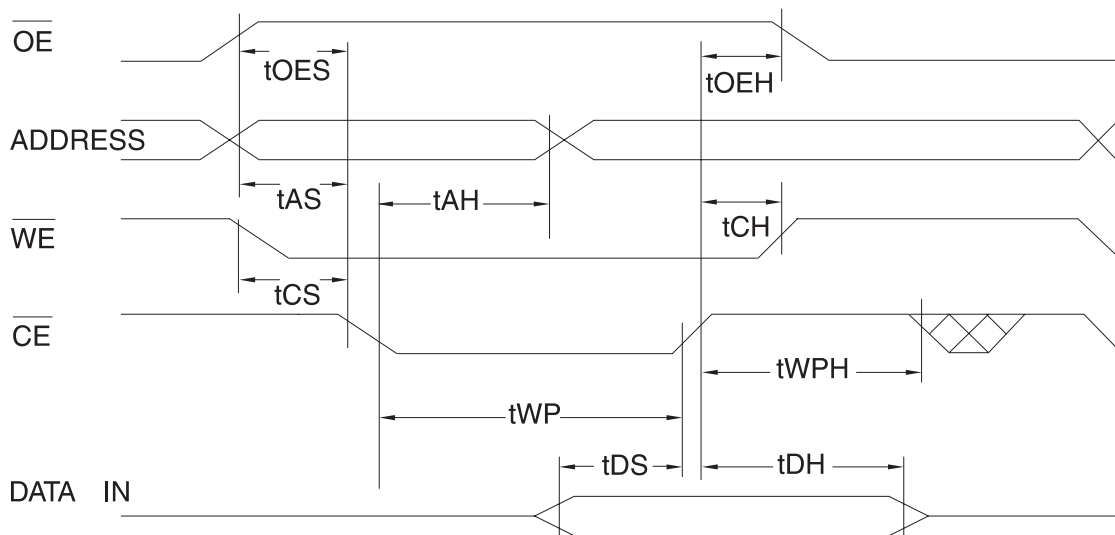 OE
tOES
tOEH
ADDRESS
tAS
tAH
tCH
WE
tCS
CE
tWPH
tWP
tDS
tDH
DATA IN